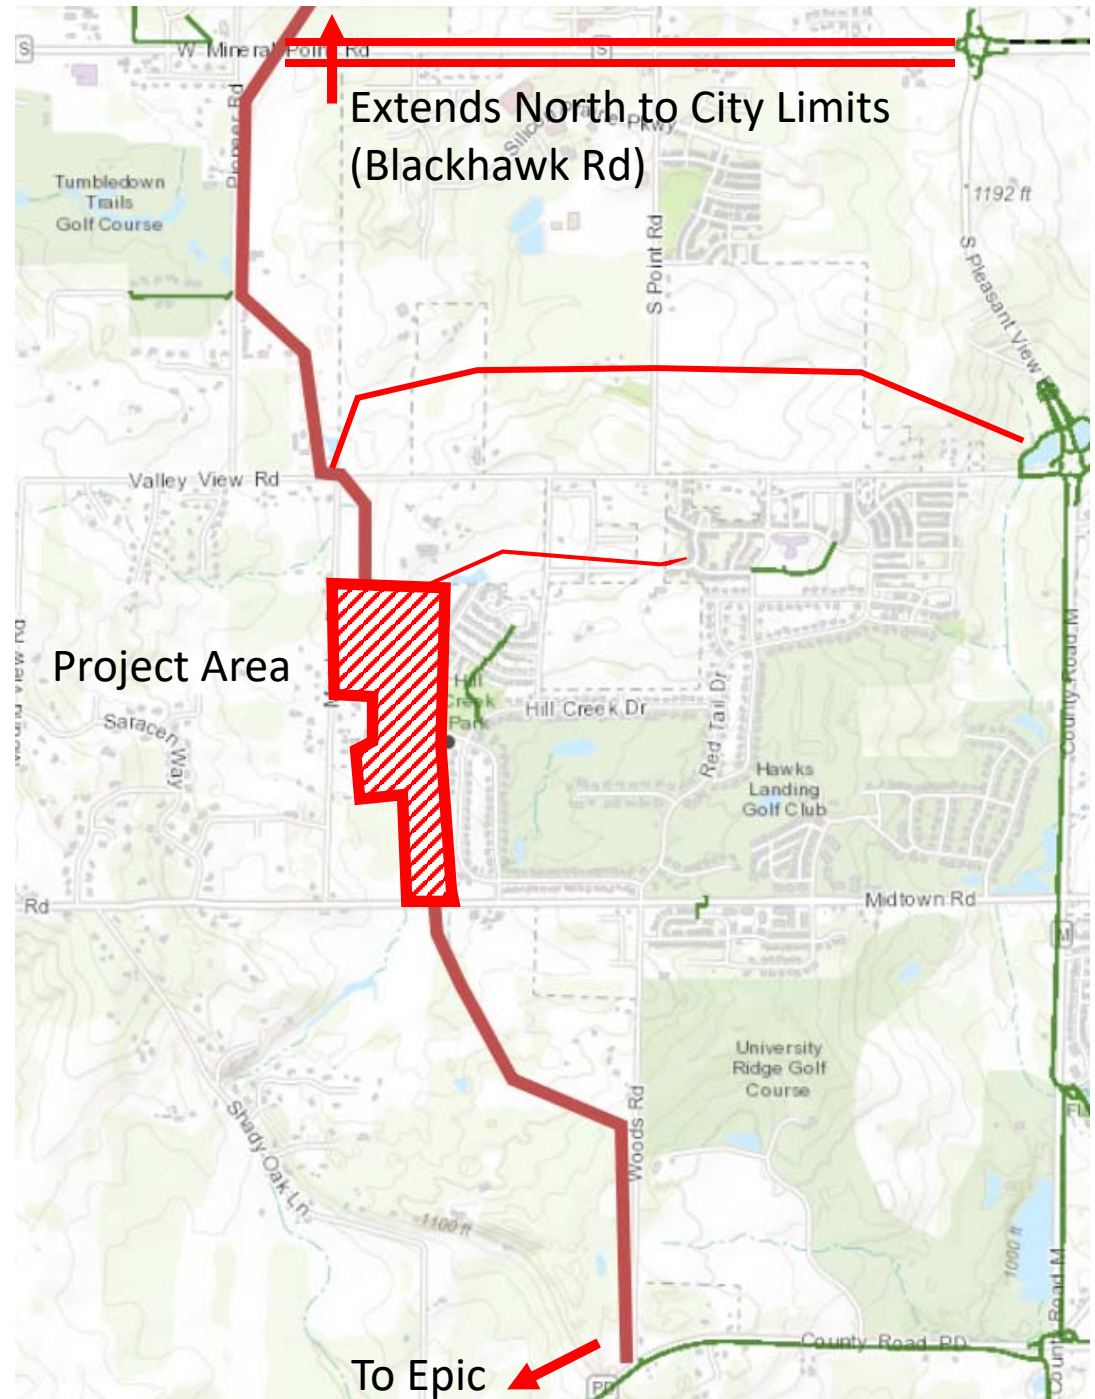 S
W Mineral Point Rd
S
Extends North to City Limits
(Blackhawk Rd)
Pioneer Rd
Tumbledown
Trails
Golf Course
1192 ft
S Point Rd
S Pleasant View
Valley View Rd
Project Area
Hill
Creek
Park
Hill Creek Dr
Red Tail Dr
County Road M
Saracen
Way
Hawks
Landing
Golf Club
Rd
Midtown Rd
M
University
Ridge Golf
Course
Woods Rd
Shady Oak Ln
1100 ft
1000 ft
County Road M
County Road PD
To Epic
PD